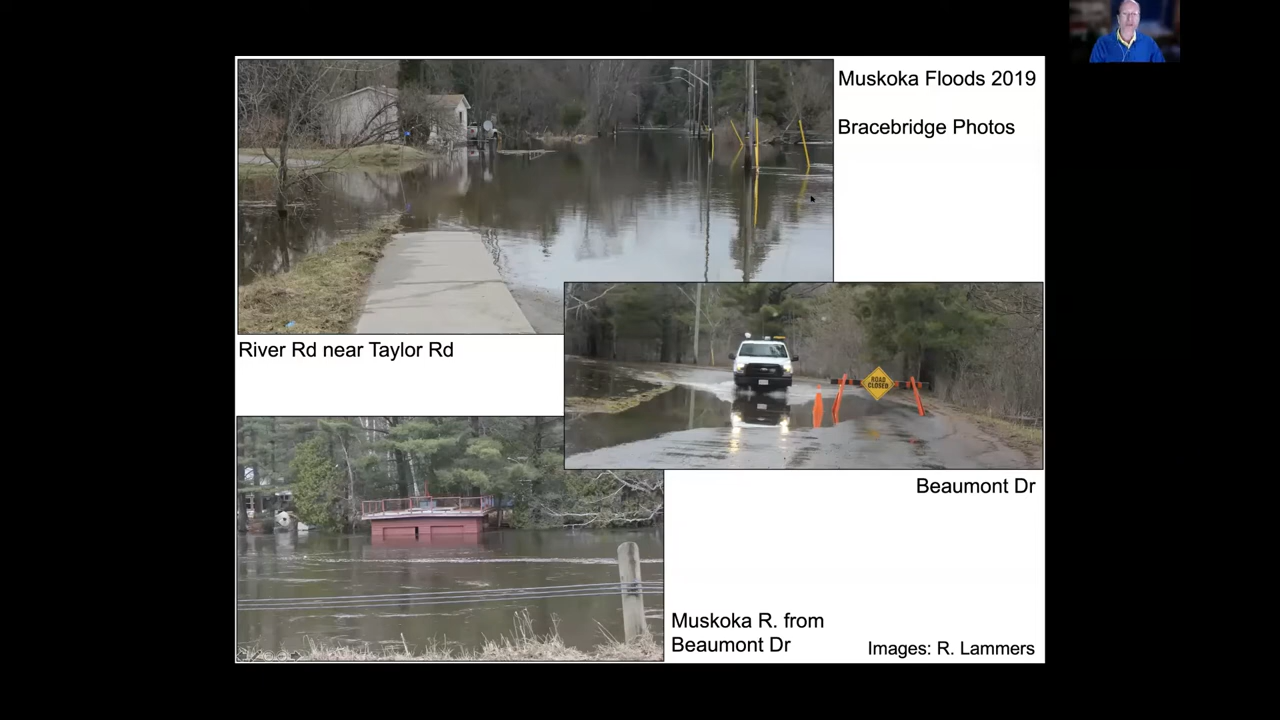 Muskoka Floods 2019
Bracebridge Photos
River Rd near Taylor Rd
ROAD
CLOSED
Beaumont Dr
Muskoka R. from
Beaumont Dr
Images: R. Lammers